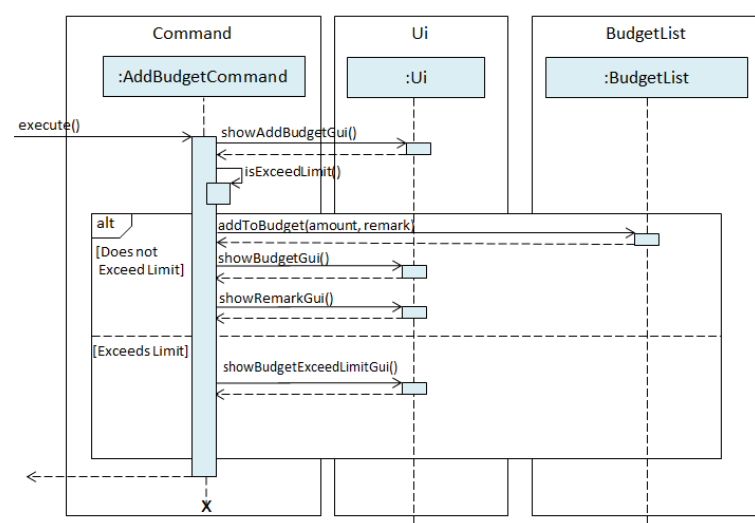 Command
Ui
BudgetList
:AddBudgetCommand
:Ui
:BudgetList
execute()
showAddBudgetGui()
isExceedLimit()
alt
addToBudget(amount, remark)
[Does not
Exceed Limit]
showBudgetGui()
showRemarkGui()
[Exceeds Limit]
showBudgetExceedLimitGui()
X